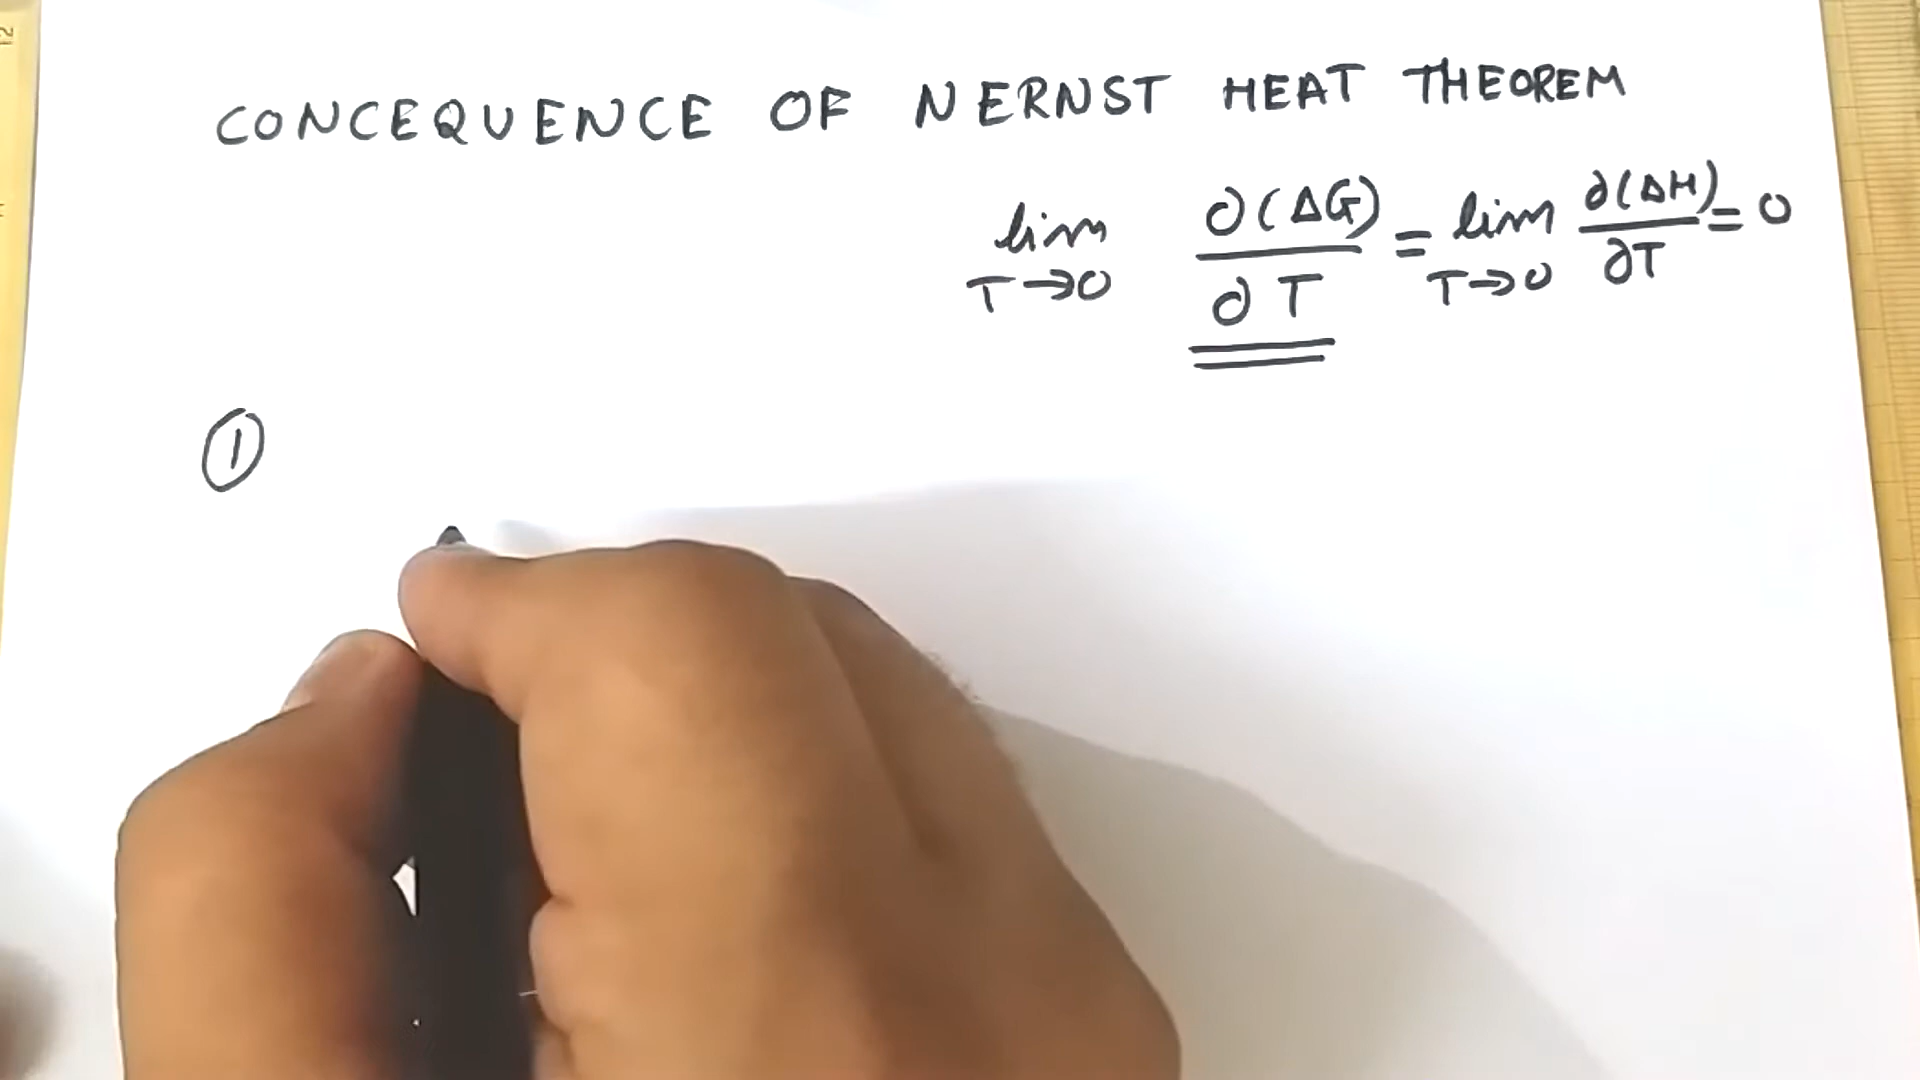 CONCEQUENCE OF NERNST HEAT THEOREM
lim T→0 ∂(ΔG)/∂T = lim T→0 ∂(ΔH)/∂T = 0
①